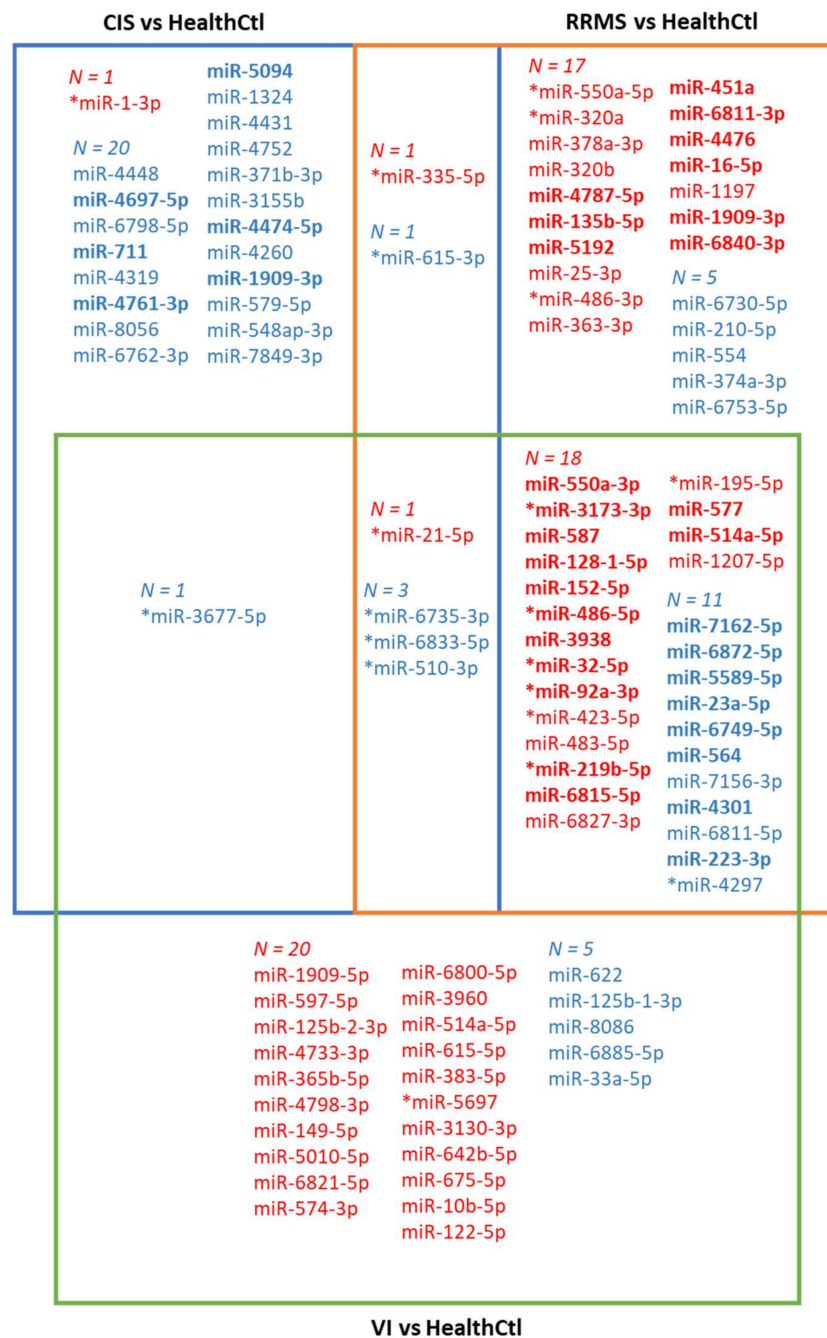 CIS vs HealthCtl
RRMS vs HealthCtl
N = 1
*miR-1-3p
N = 20
miR-4448
miR-4697-5p
miR-6798-5p
miR-711
miR-4319
miR-4761-3p
miR-8056
miR-6762-3p
miR-5094
miR-1324
miR-4431
miR-4752
miR-371b-3p
miR-3155b
miR-4474-5p
miR-4260
miR-1909-3p
miR-579-5p
miR-548ap-3p
miR-7849-3p
N = 1
*miR-335-5p
N = 1
*miR-615-3p
N = 17
*miR-550a-5p
*miR-320a
miR-378a-3p
miR-320b
miR-4787-5p
miR-135b-5p
miR-5192
miR-25-3p
*miR-486-3p
miR-363-3p
miR-451a
miR-6811-3p
miR-4476
miR-16-5p
miR-1197
miR-1909-3p
miR-6840-3p
N = 5
miR-6730-5p
miR-210-5p
miR-554
miR-374a-3p
miR-6753-5p
N = 1
*miR-3677-5p
N = 1
*miR-21-5p
N = 3
*miR-6735-3p
*miR-6833-5p
*miR-510-3p
N = 18
miR-550a-3p
*miR-3173-3p
miR-587
miR-128-1-5p
miR-152-5p
*miR-486-5p
miR-3938
*miR-32-5p
*miR-92a-3p
*miR-423-5p
miR-483-5p
*miR-219b-5p
miR-6815-5p
miR-6827-3p
*miR-195-5p
miR-577
miR-514a-5p
miR-1207-5p
N = 11
miR-7162-5p
miR-6872-5p
miR-5589-5p
miR-23a-5p
miR-6749-5p
miR-564
miR-7156-3p
miR-4301
miR-6811-5p
miR-223-3p
*miR-4297
N = 20
miR-1909-5p
miR-597-5p
miR-125b-2-3p
miR-4733-3p
miR-365b-5p
miR-4798-3p
miR-149-5p
miR-5010-5p
miR-6821-5p
miR-574-3p
miR-6800-5p
miR-3960
miR-514a-5p
miR-615-5p
miR-383-5p
*miR-5697
miR-3130-3p
miR-642b-5p
miR-675-5p
miR-10b-5p
miR-122-5p
N = 5
miR-622
miR-125b-1-3p
miR-8086
miR-6885-5p
miR-33a-5p
VI vs HealthCtl